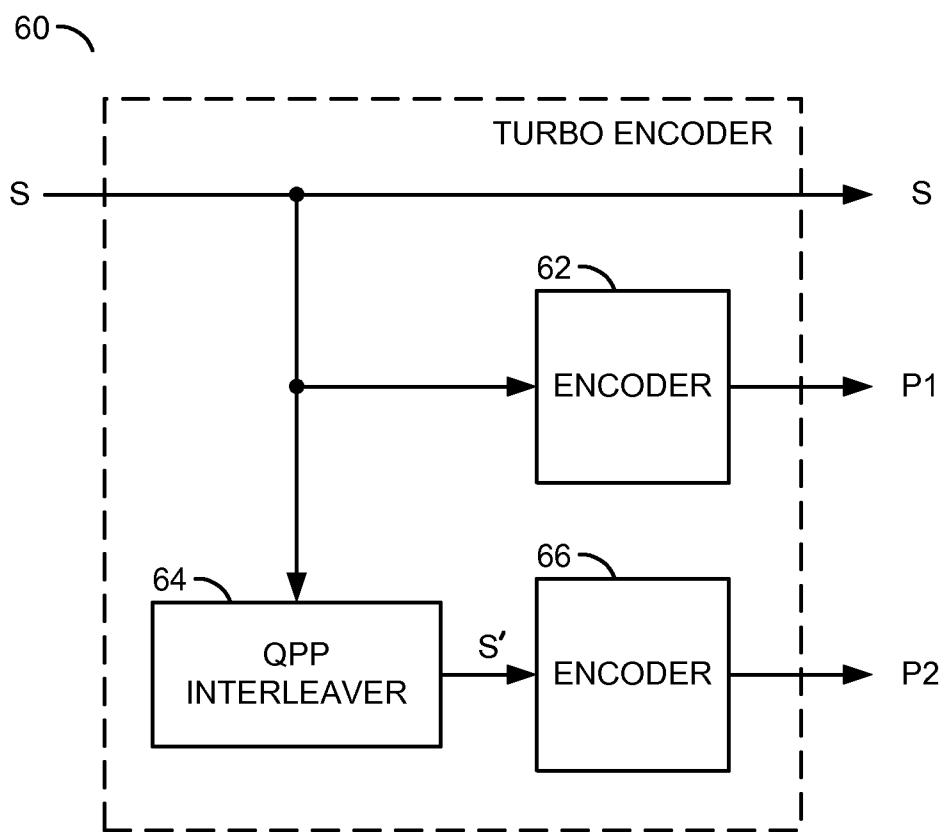 60
TURBO ENCODER
S
S
62
ENCODER
P1
64
QPP
INTERLEAVER
S′
66
ENCODER
P2